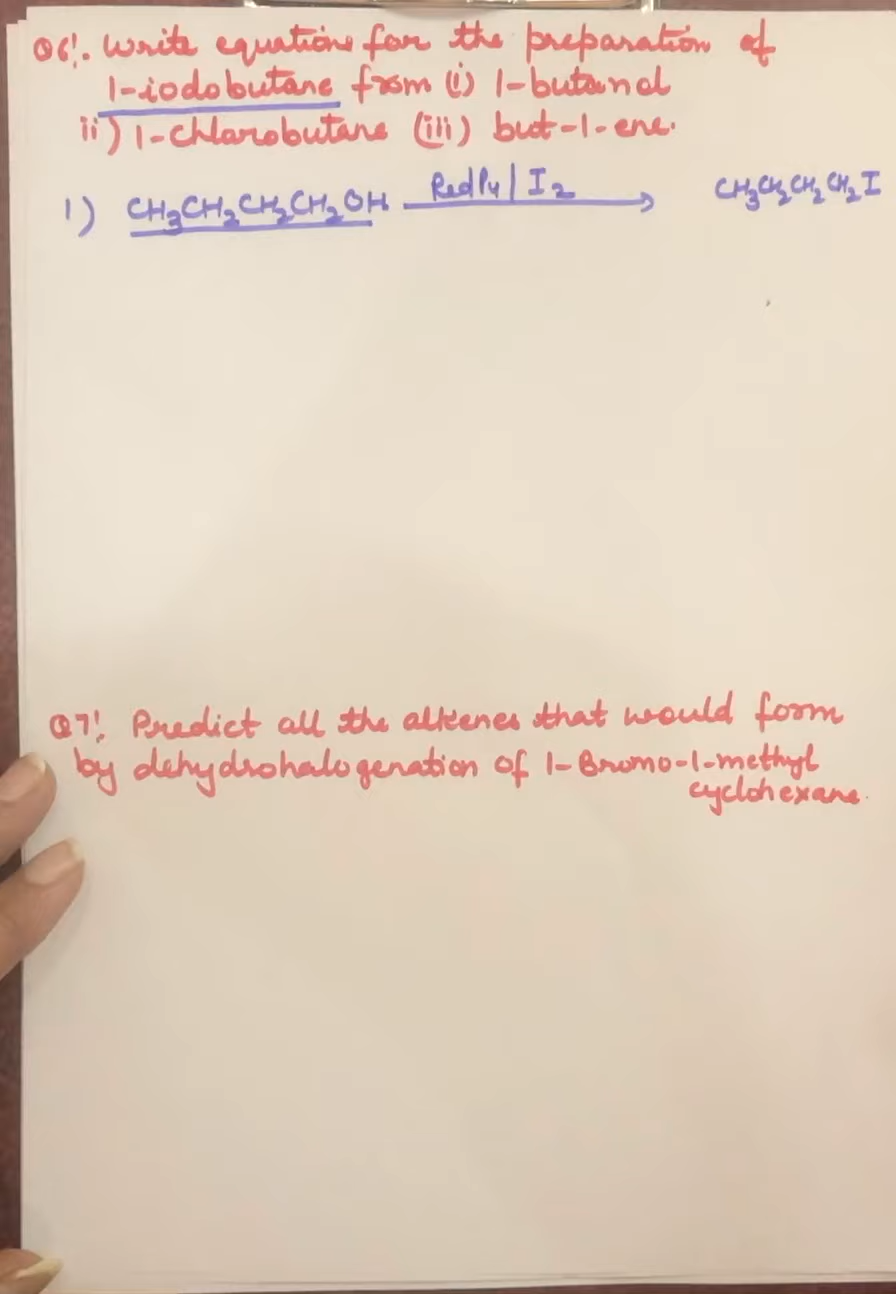 Q6! Write equations for the preparation of
1-iodobutane from (i) 1-butanol
ii) 1-chlorobutane (iii) but-1-ene.
1) CH3CH2CH2CH2OH Red P4 | I2 CH3CH2CH2CH2I
Q7! Predict all the alkenes that would form
by dehydrohalogenation of 1-Bromo-1-methyl
cyclohexane.